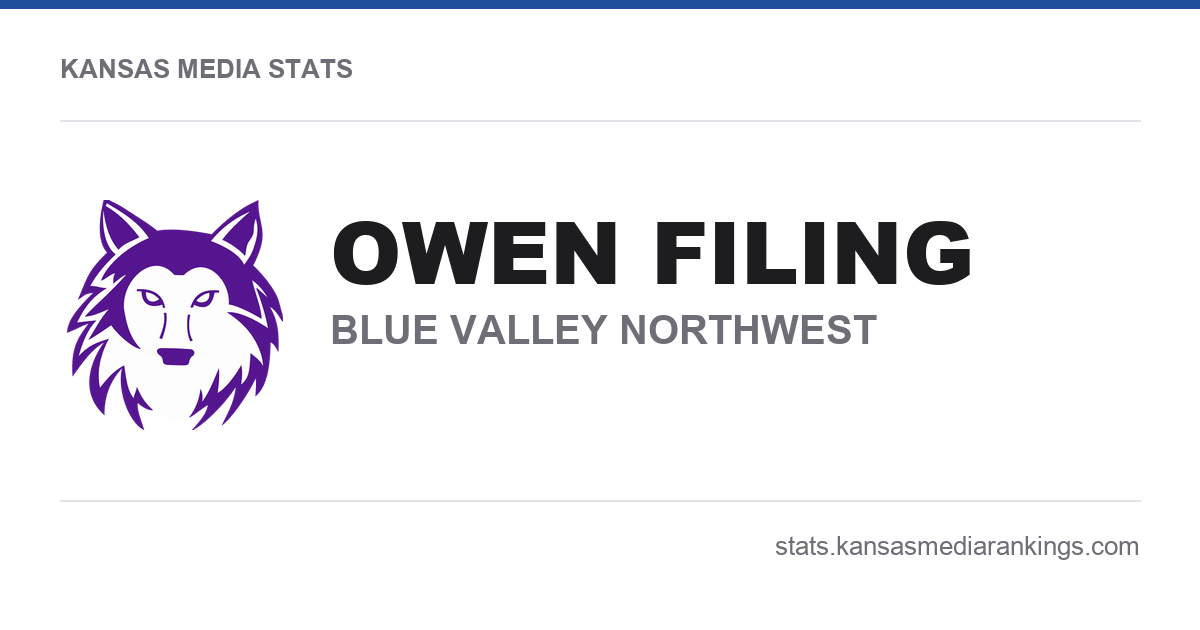 KANSAS MEDIA STATS
OWEN FILING
BLUE VALLEY NORTHWEST
stats.kansasmediarankings.com